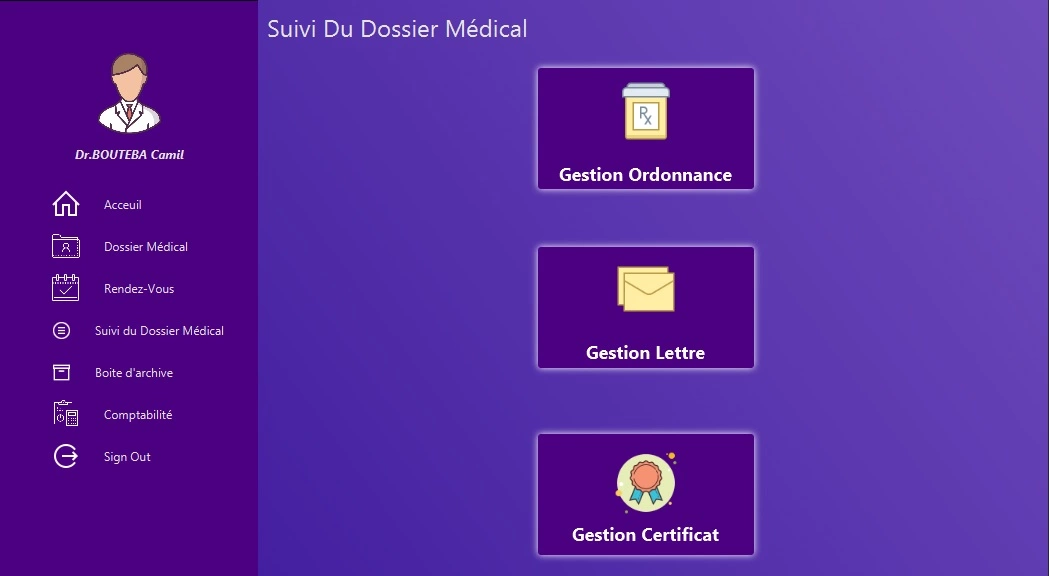 Suivi Du Dossier Médical
Dr.BOUTEBA Camil
Acceuil
Dossier Médical
Rendez-Vous
Suivi du Dossier Médical
Boite d'archive
Comptabilité
Sign Out
Rx
Gestion Ordonnance
Gestion Lettre
Gestion Certificat